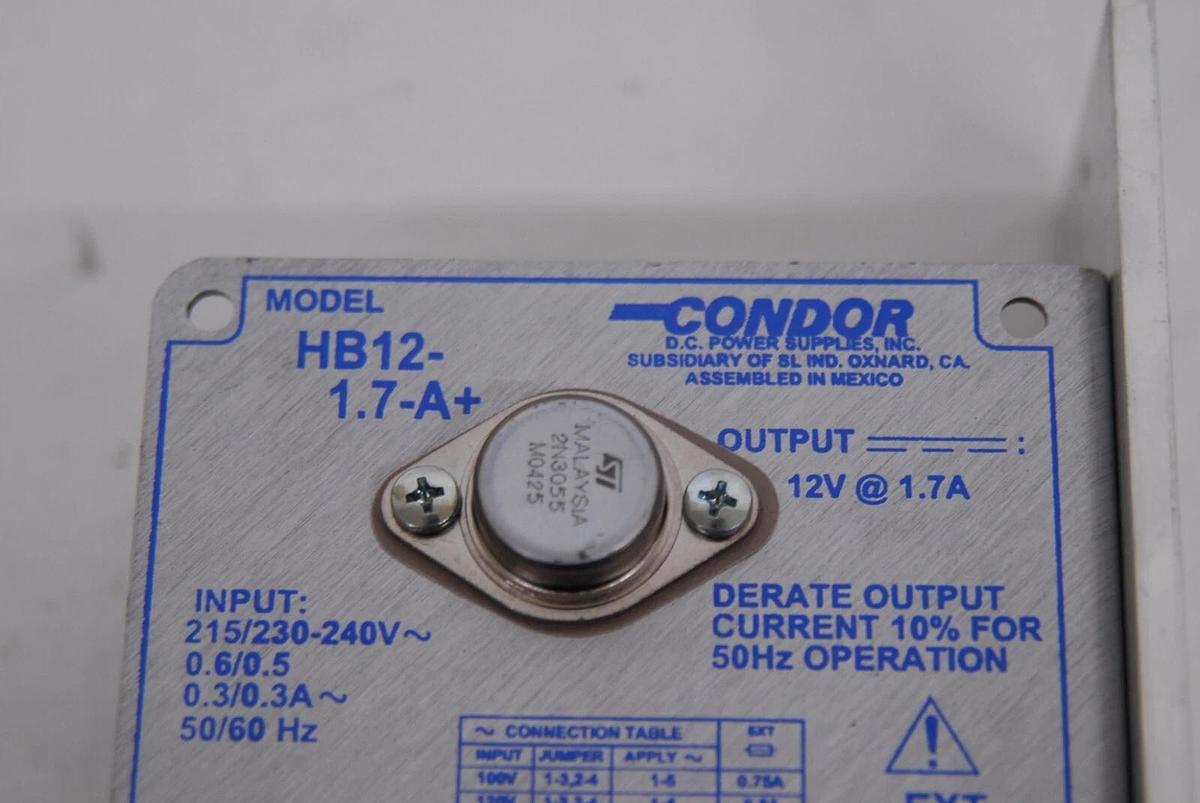 MODEL
HB12-
1.7-A+
CONDOR
D.C. POWER SUPPLIES, INC.
SUBSIDIARY OF SL IND. OXNARD, CA.
ASSEMBLED IN MEXICO
OUTPUT :
12V @ 1.7A
ST
MALAYSIA
2N3055
M0425
INPUT:
215/230-240V~
0.6/0.5
0.3/0.3A~
50/60 Hz
DERATE OUTPUT
CURRENT 10% FOR
50Hz OPERATION
~ CONNECTION TABLE EXT
INPUT JUMPER APPLY ~
100V 1-3,2-4 1-5 0.75A
!
EXT